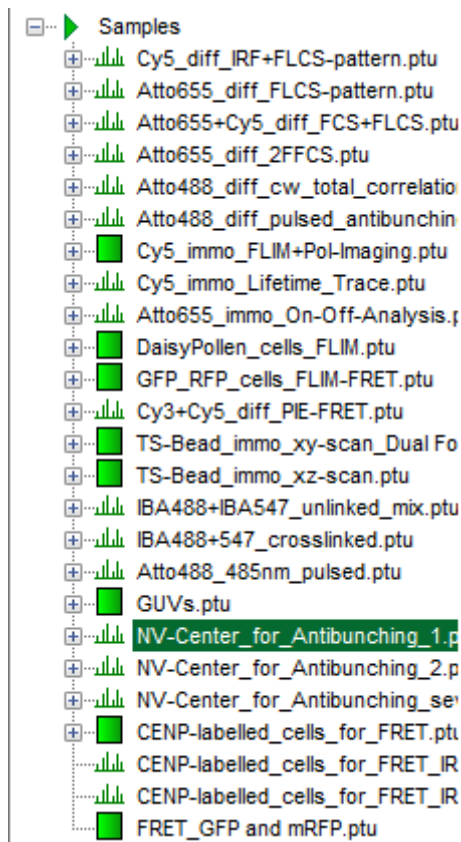 Samples
Cy5_diff_IRF+FLCS-pattern.ptu
Atto655_diff_FLCS-pattern.ptu
Atto655+Cy5_diff_FCS+FLCS.ptu
Atto655_diff_2FFCS.ptu
Atto488_diff_cw_total_correlatio
Atto488_diff_pulsed_antibunchin
Cy5_immo_FLIM+Pol-Imaging.ptu
Cy5_immo_Lifetime_Trace.ptu
Atto655_immo_On-Off-Analysis.p
DaisyPollen_cells_FLIM.ptu
GFP_RFP_cells_FLIM-FRET.ptu
Cy3+Cy5_diff_PIE-FRET.ptu
TS-Bead_immo_xy-scan_Dual Fo
TS-Bead_immo_xz-scan.ptu
IBA488+IBA547_unlinked_mix.ptu
IBA488+547_crosslinked.ptu
Atto488_485nm_pulsed.ptu
GUVs.ptu
NV-Center_for_Antibunching_1.p
NV-Center_for_Antibunching_2.p
NV-Center_for_Antibunching_sev
CENP-labelled_cells_for_FRET.ptu
CENP-labelled_cells_for_FRET_IR
CENP-labelled_cells_for_FRET_IR
FRET_GFP and mRFP.ptu